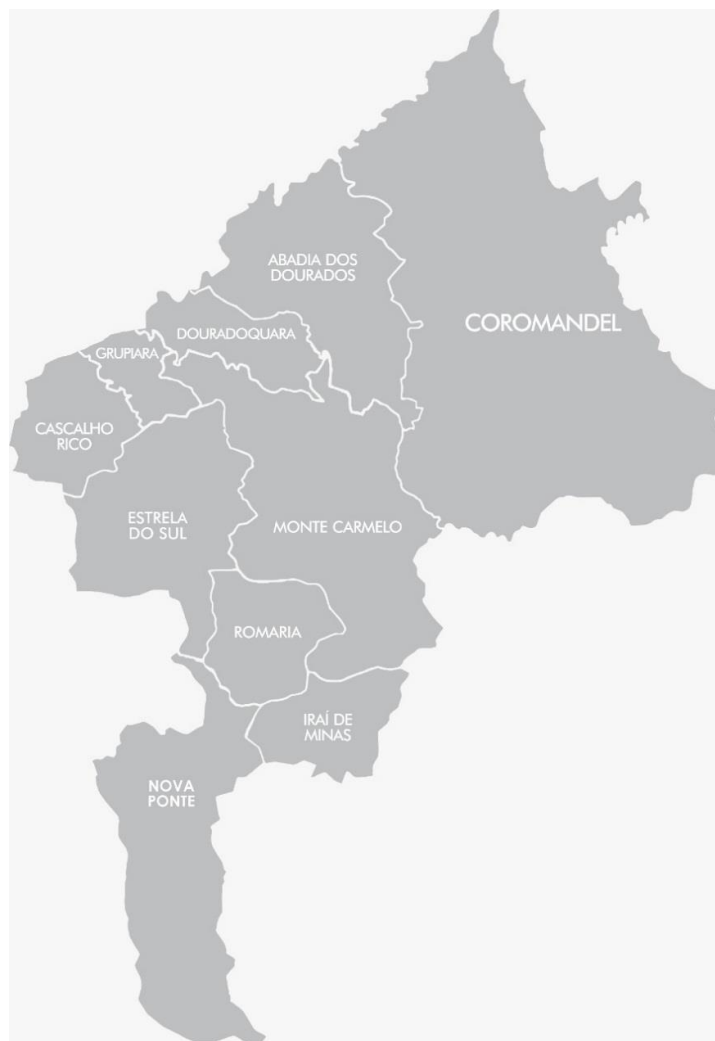 ABADIA DOS
DOURADOS
COROMANDEL
DOURADOQUARA
GRUPIARA
CASCALHO
RICO
ESTRELA
DO SUL
MONTE CARMELO
ROMARIA
IRAÍ DE
MINAS
NOVA
PONTE